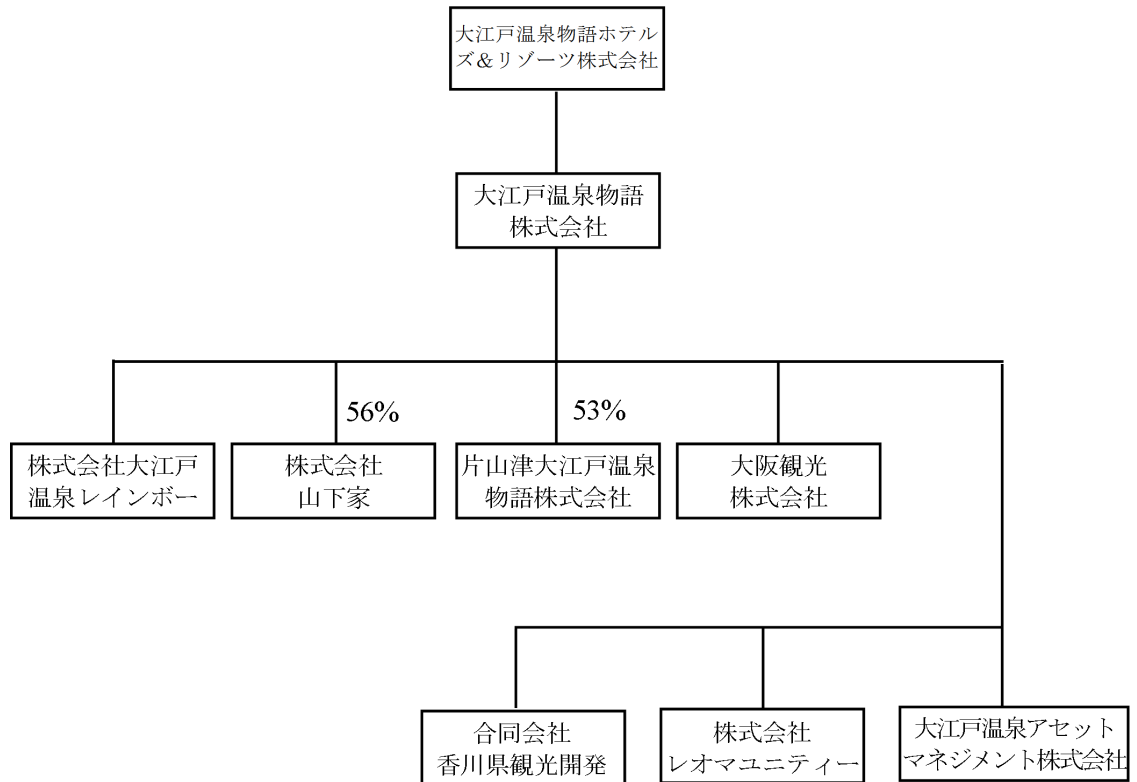 大江戸温泉物語ホテル
ズ＆リゾーツ株式会社
大江戸温泉物語
株式会社
56%
53%
株式会社大江戸
温泉レインボー
株式会社
山下家
片山津大江戸温泉
物語株式会社
大阪観光
株式会社
合同会社
香川県観光開発
株式会社
レオマユニティー
大江戸温泉アセット
マネジメント株式会社